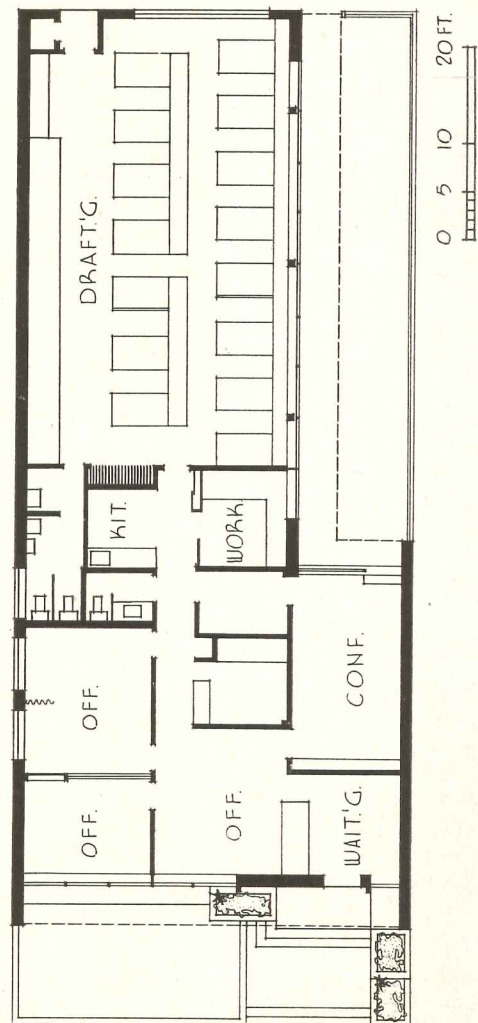 DRAFT.'G.
KIT.
WORK
OFF.
CONF.
OFF.
OFF.
WAIT.'G.
0 5 10 20 FT.